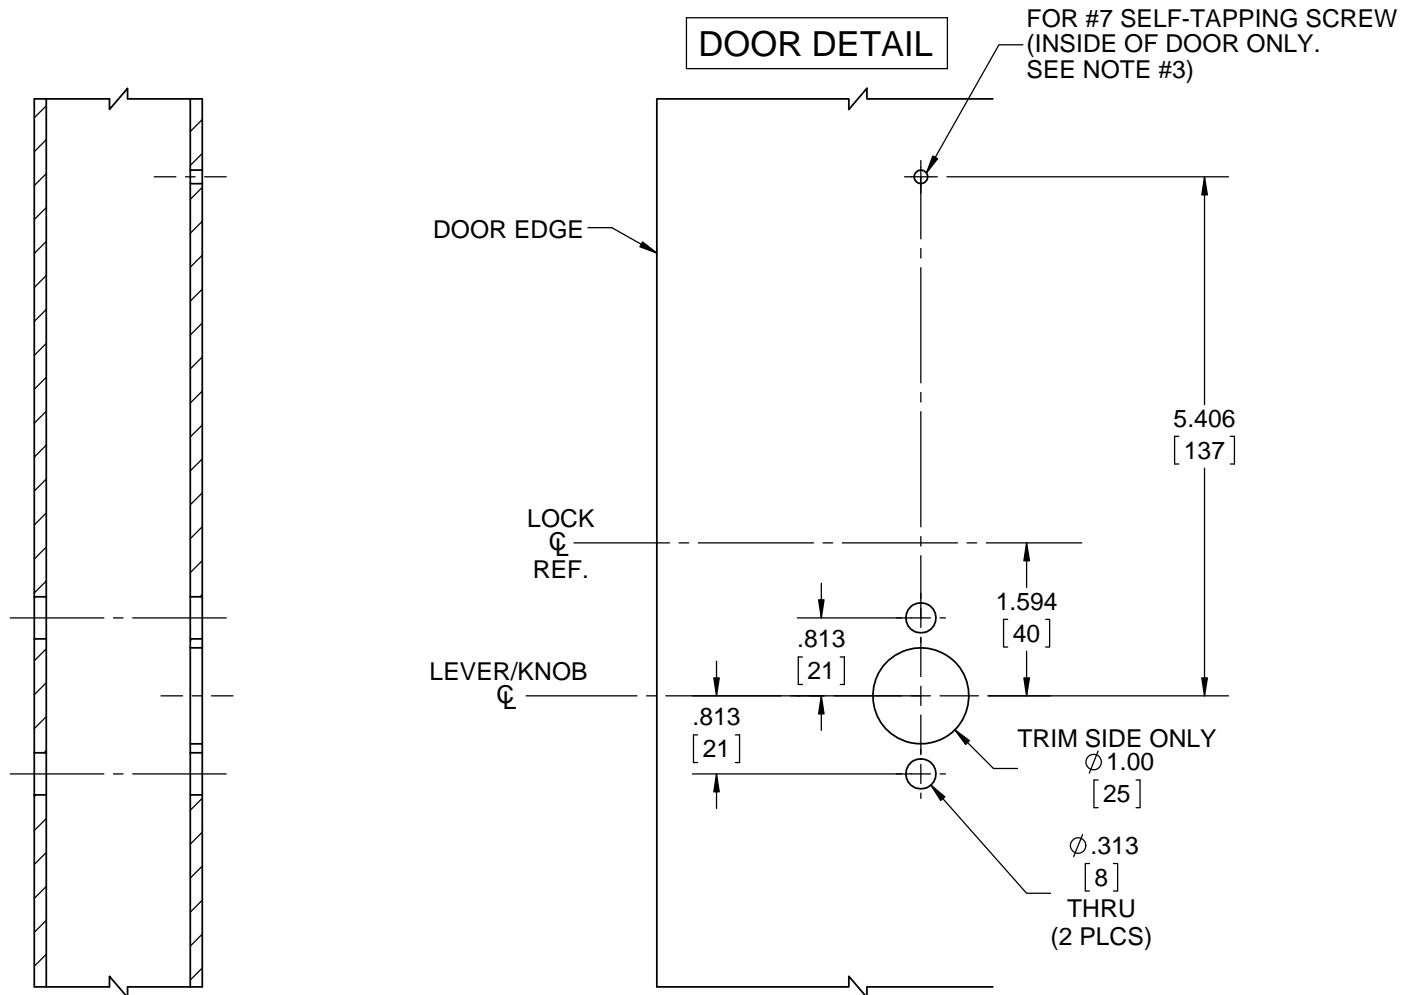 DOOR DETAIL
FOR #7 SELF-TAPPING SCREW
(INSIDE OF DOOR ONLY.
SEE NOTE #3)
DOOR EDGE
5.406
[137]
LOCK
℄
REF.
1.594
[40]
.813
[21]
LEVER/KNOB
℄
.813
[21]
TRIM SIDE ONLY
∅1.00
[25]
∅.313
[8]
THRU
(2 PLCS)